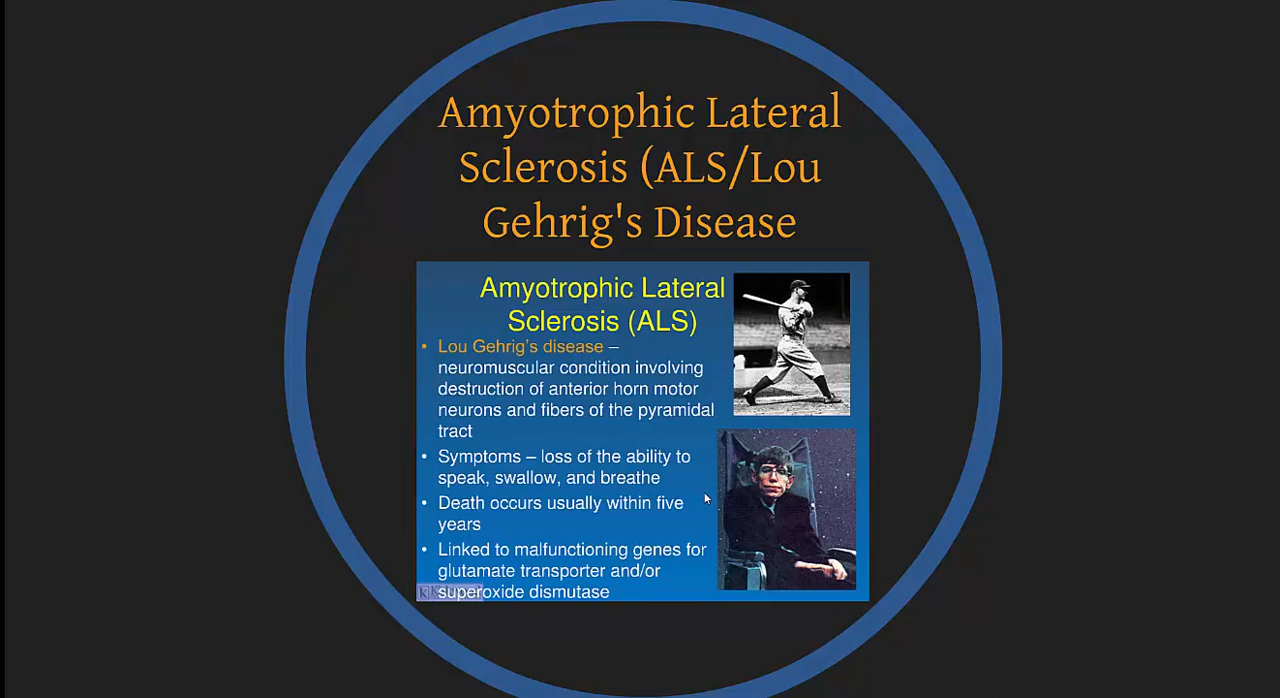 Amyotrophic Lateral
Sclerosis (ALS/Lou
Gehrig's Disease
Amyotrophic Lateral
Sclerosis (ALS)
• Lou Gehrig's disease –
neuromuscular condition involving
destruction of anterior horn motor
neurons and fibers of the pyramidal
tract
• Symptoms – loss of the ability to
speak, swallow, and breathe
• Death occurs usually within five
years
• Linked to malfunctioning genes for
glutamate transporter and/or
superoxide dismutase